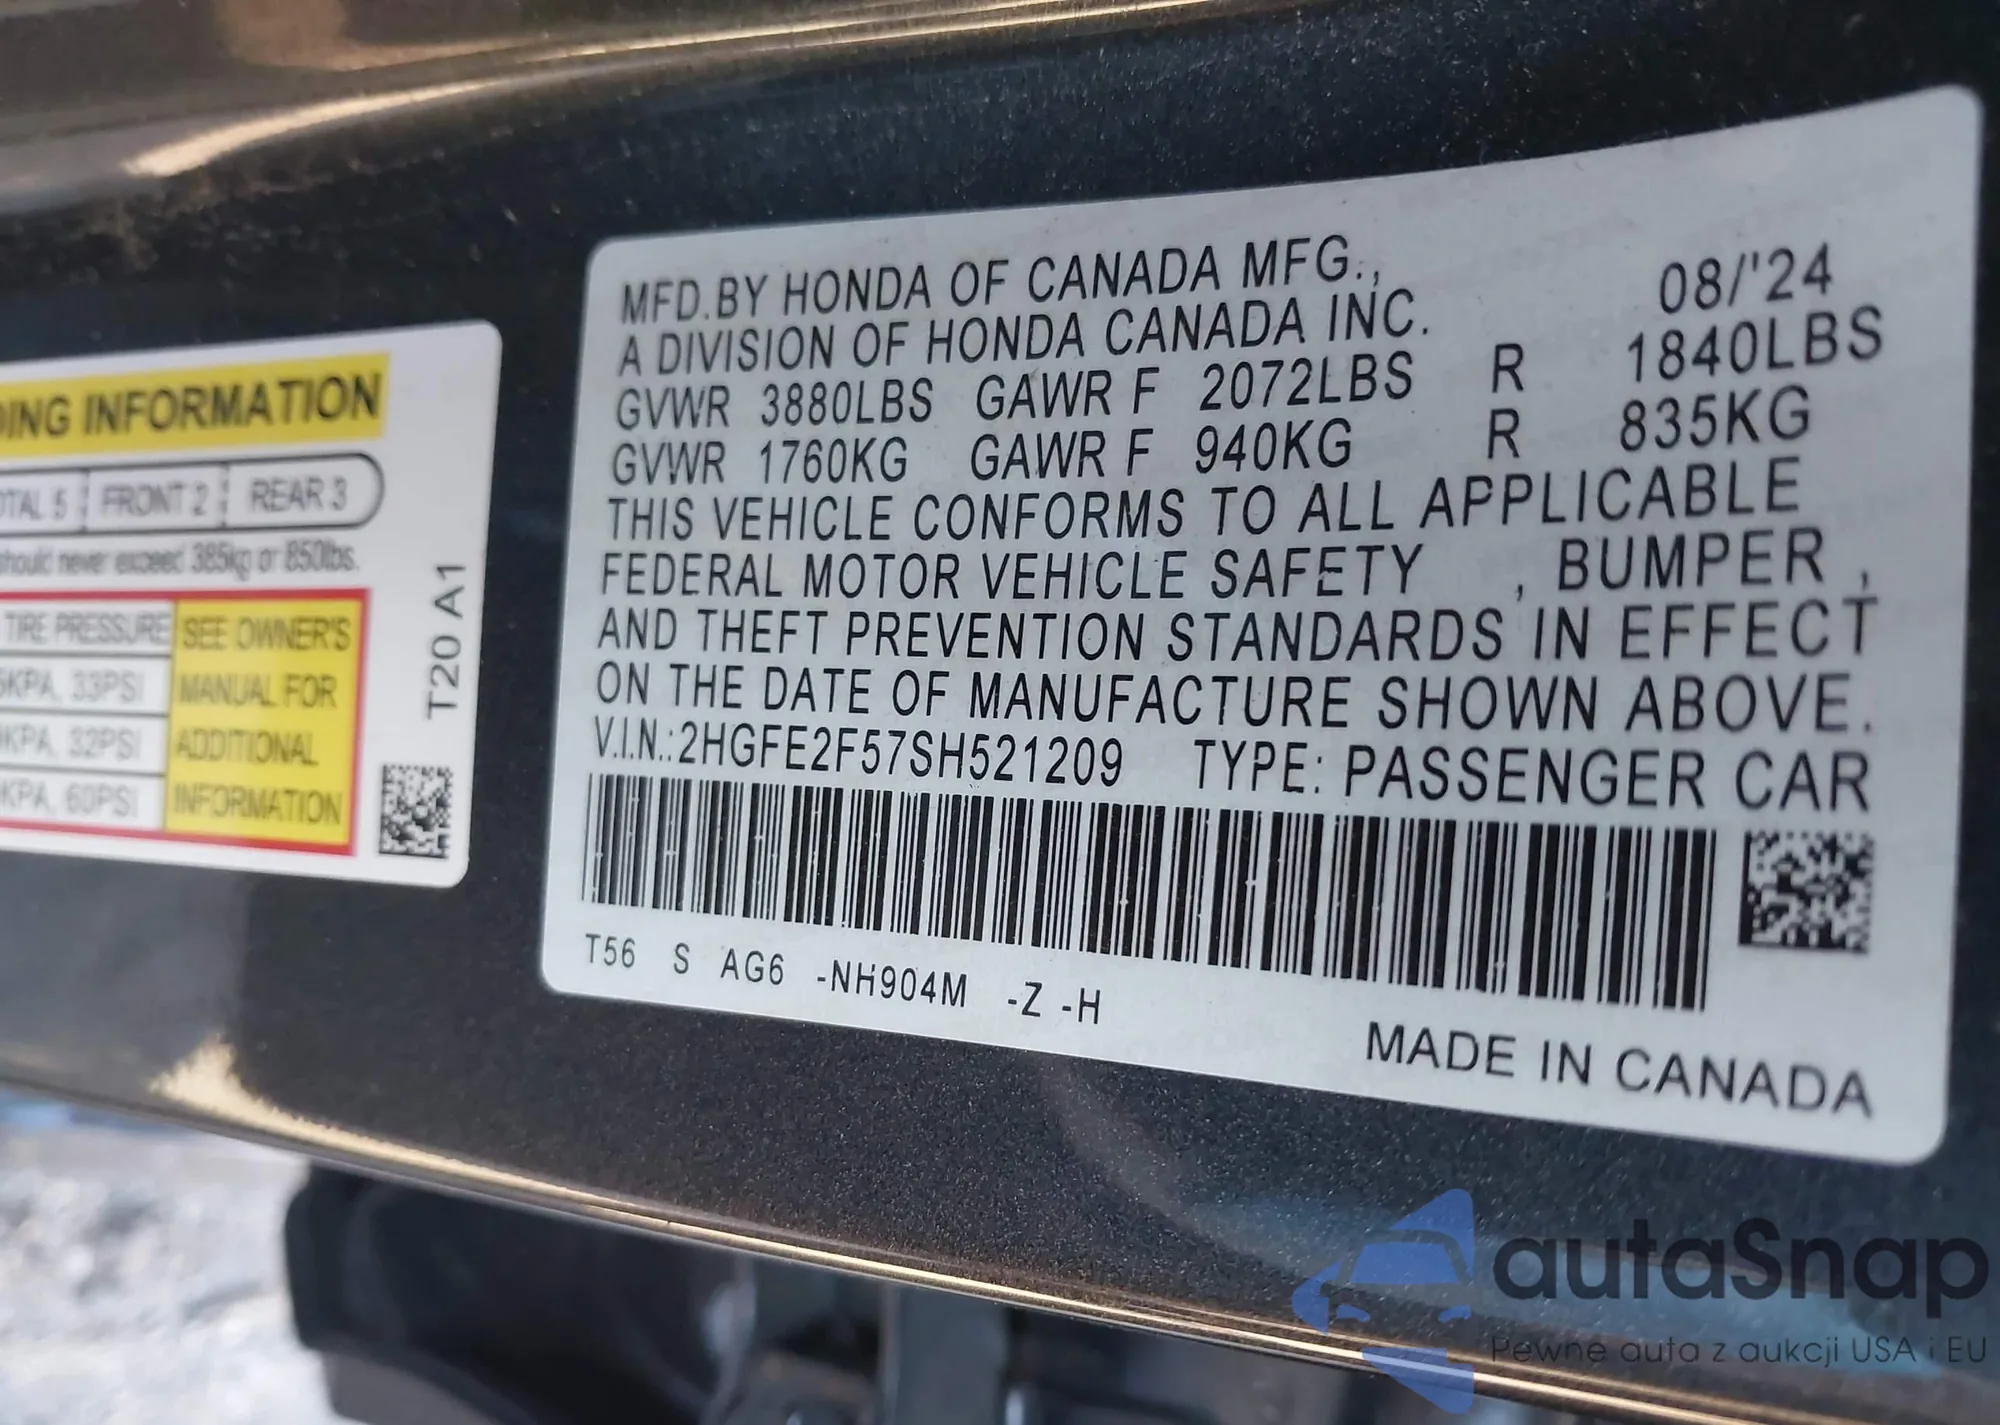 MFD.BY HONDA OF CANADA MFG.,
A DIVISION OF HONDA CANADA INC. 08/'24
GVWR 3880LBS GAWR F 2072LBS R 1840LBS
GVWR 1760KG GAWR F 940KG R 835KG
THIS VEHICLE CONFORMS TO ALL APPLICABLE
FEDERAL MOTOR VEHICLE SAFETY , BUMPER ,
AND THEFT PREVENTION STANDARDS IN EFFECT
ON THE DATE OF MANUFACTURE SHOWN ABOVE.
V.I.N.:2HGFE2F57SH521209 TYPE: PASSENGER CAR
T56 S AG6 -NH904M -Z -H
MADE IN CANADA
DING INFORMATION
OTAL 5 FRONT 2 REAR 3
should never exceed 385kg or 850lbs.
TIRE PRESSURE
KPA, 33PSI
KPA, 32PSI
KPA, 60PSI
SEE OWNER'S
MANUAL FOR
ADDITIONAL
INFORMATION
T20 A1
autaSnap
Pewne auta z aukcji USA i EU